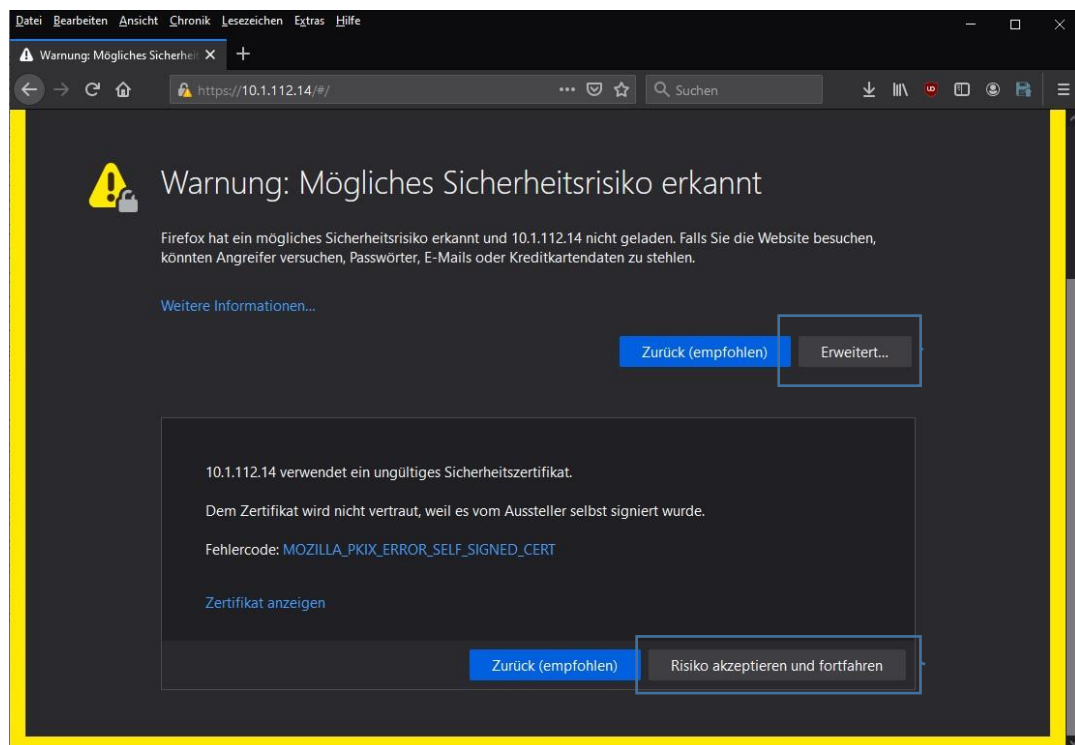 Datei Bearbeiten Ansicht Chronik Lesezeichen Extras Hilfe
Warnung: Mögliches Sicherheit
https://10.1.112.14/#/
Suchen
Warnung: Mögliches Sicherheitsrisiko erkannt
Firefox hat ein mögliches Sicherheitsrisiko erkannt und 10.1.112.14 nicht geladen. Falls Sie die Website besuchen,
könnten Angreifer versuchen, Passwörter, E-Mails oder Kreditkartendaten zu stehlen.
Weitere Informationen...
Zurück (empfohlen) Erweitert...
10.1.112.14 verwendet ein ungültiges Sicherheitszertifikat.
Dem Zertifikat wird nicht vertraut, weil es vom Aussteller selbst signiert wurde.
Fehlercode: MOZILLA_PKIX_ERROR_SELF_SIGNED_CERT
Zertifikat anzeigen
Zurück (empfohlen) Risiko akzeptieren und fortfahren